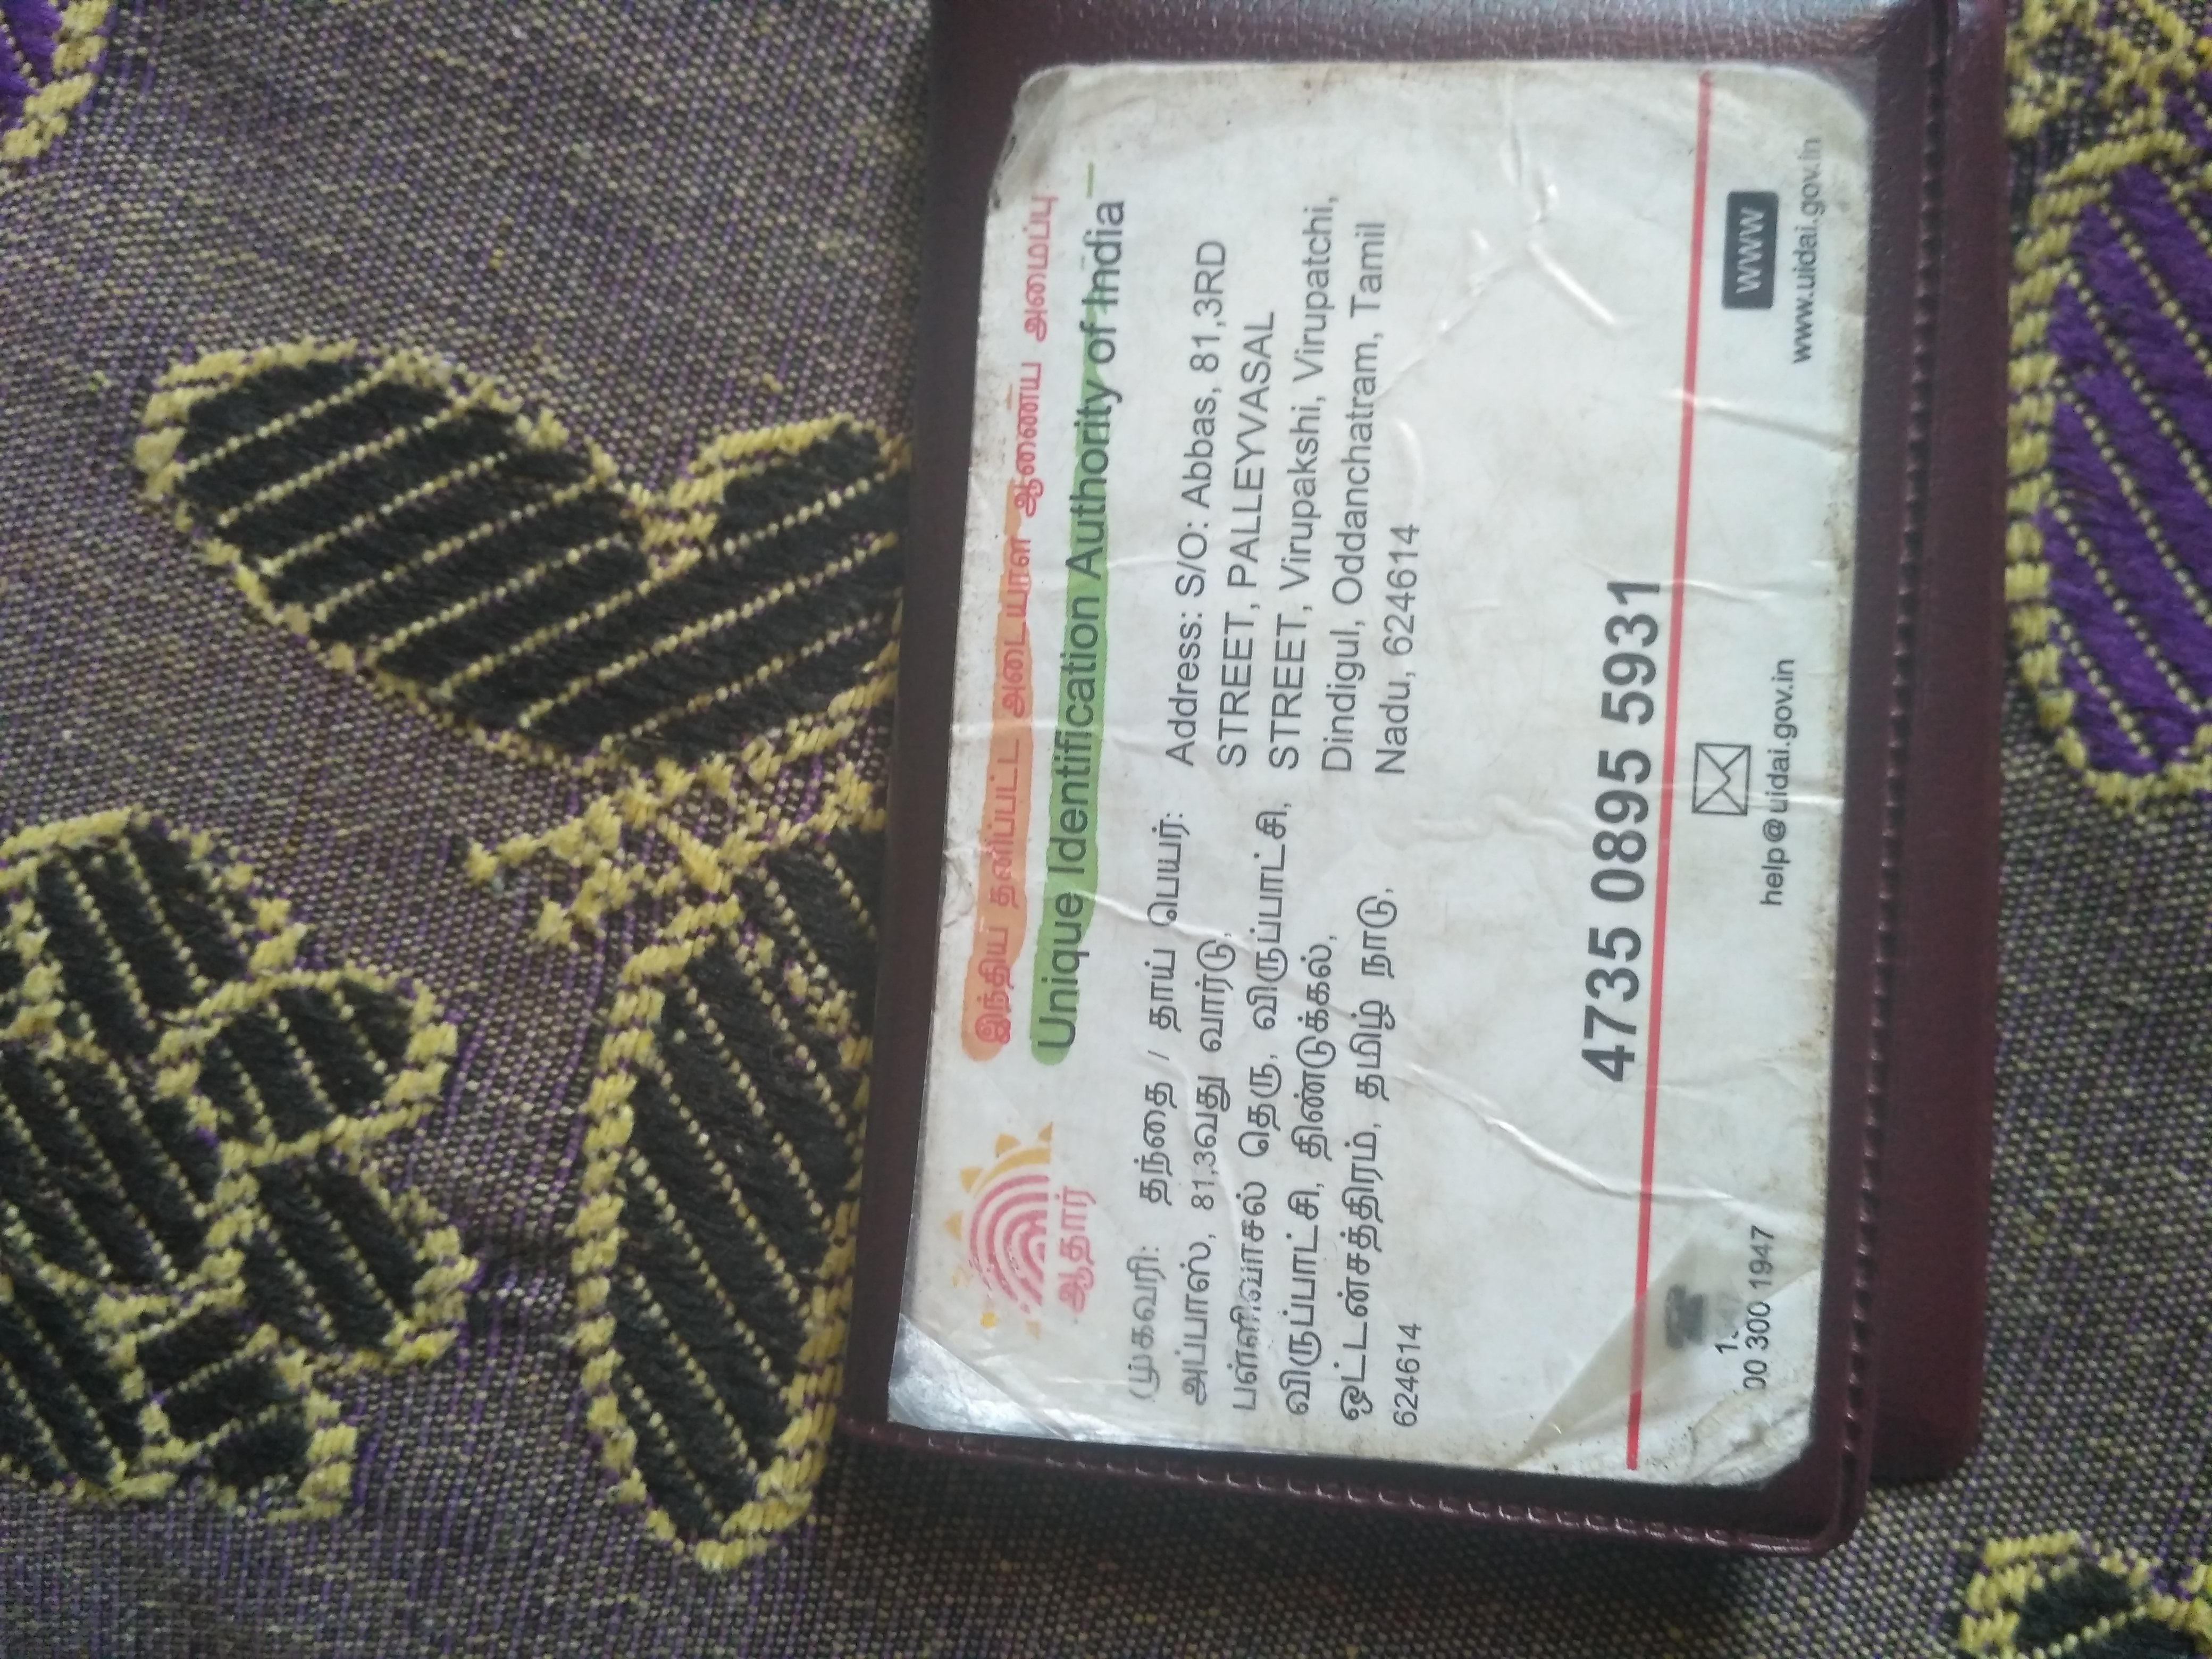 ஆதார்
இந்திய தனிப்பட்ட அடையாள ஆணைய அமைப்பு
Unique Identification Authority of India
முகவரி: தந்தை / தாய் பெயர்:
அப்பாஸ், 81,3வது வார்டு,
பள்ளிவாசல் தெரு, விருப்பாட்சி,
விருப்பாட்சி, திண்டுக்கல்,
ஒட்டன்சத்திரம், தமிழ் நாடு,
624614
Address: S/O: Abbas, 81,3RD
STREET, PALLEYVASAL
STREET, Virupakshi, Virupatchi,
Dindigul, Oddanchatram, Tamil
Nadu, 624614
4735 0895 5931
00 300 1947
help@uidai.gov.in
WWW
www.uidai.gov.in